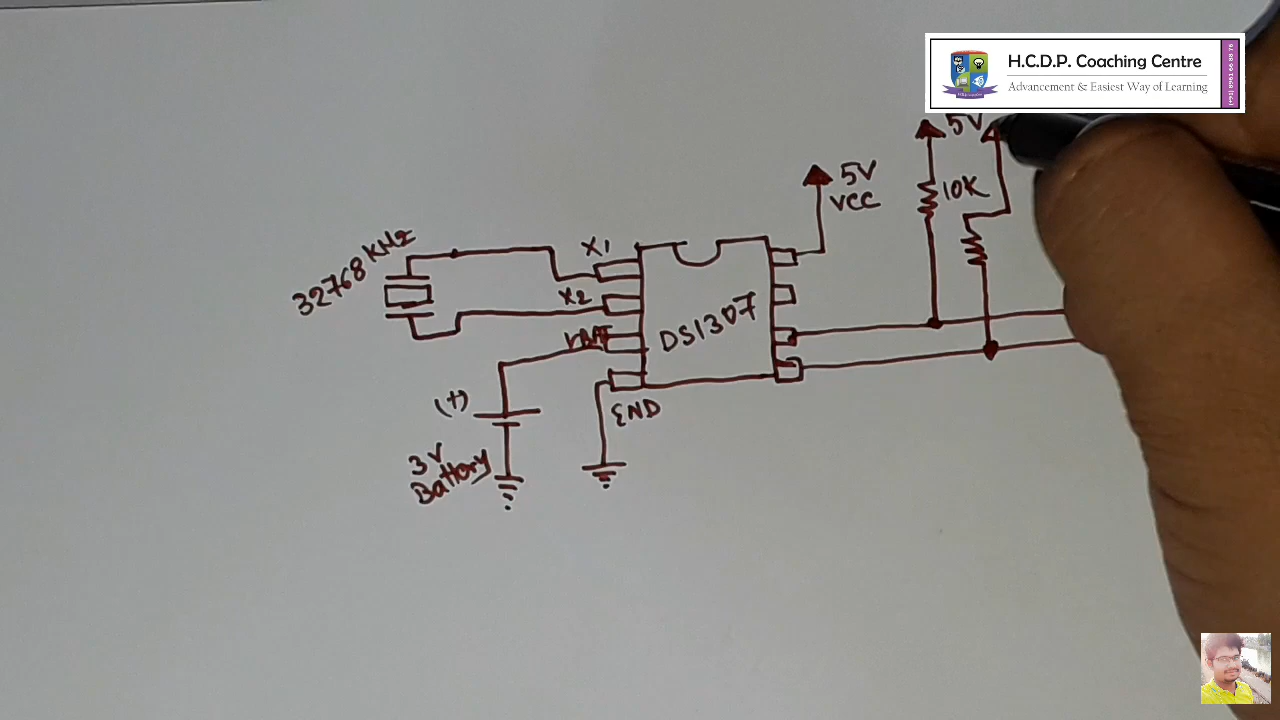 H.C.D.P. Coaching Centre
Advancement & Easiest Way of Learning
5V
5V
VCC
10K
32768 KHz
X1
X2
VBAT
DS1307
(+)
GND
3V
Battery